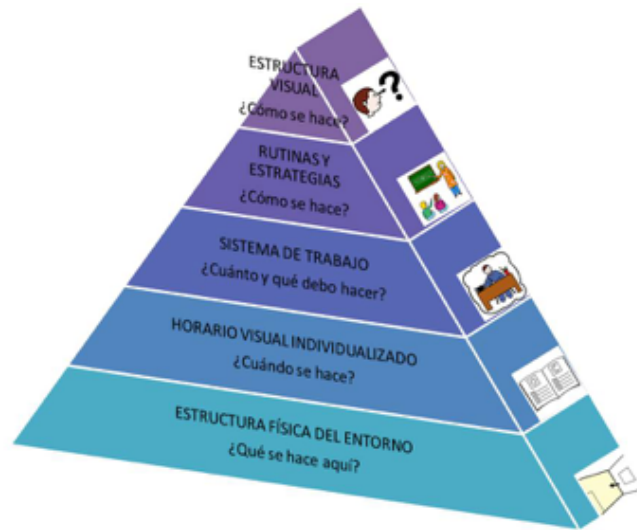 ESTRUCTURA
VISUAL
¿Cómo se hace?
RUTINAS Y
ESTRATEGIAS
¿Cómo se hace?
SISTEMA DE TRABAJO
¿Cuánto y qué debo hacer?
HORARIO VISUAL INDIVIDUALIZADO
¿Cuándo se hace?
ESTRUCTURA FÍSICA DEL ENTORNO
¿Qué se hace aquí?